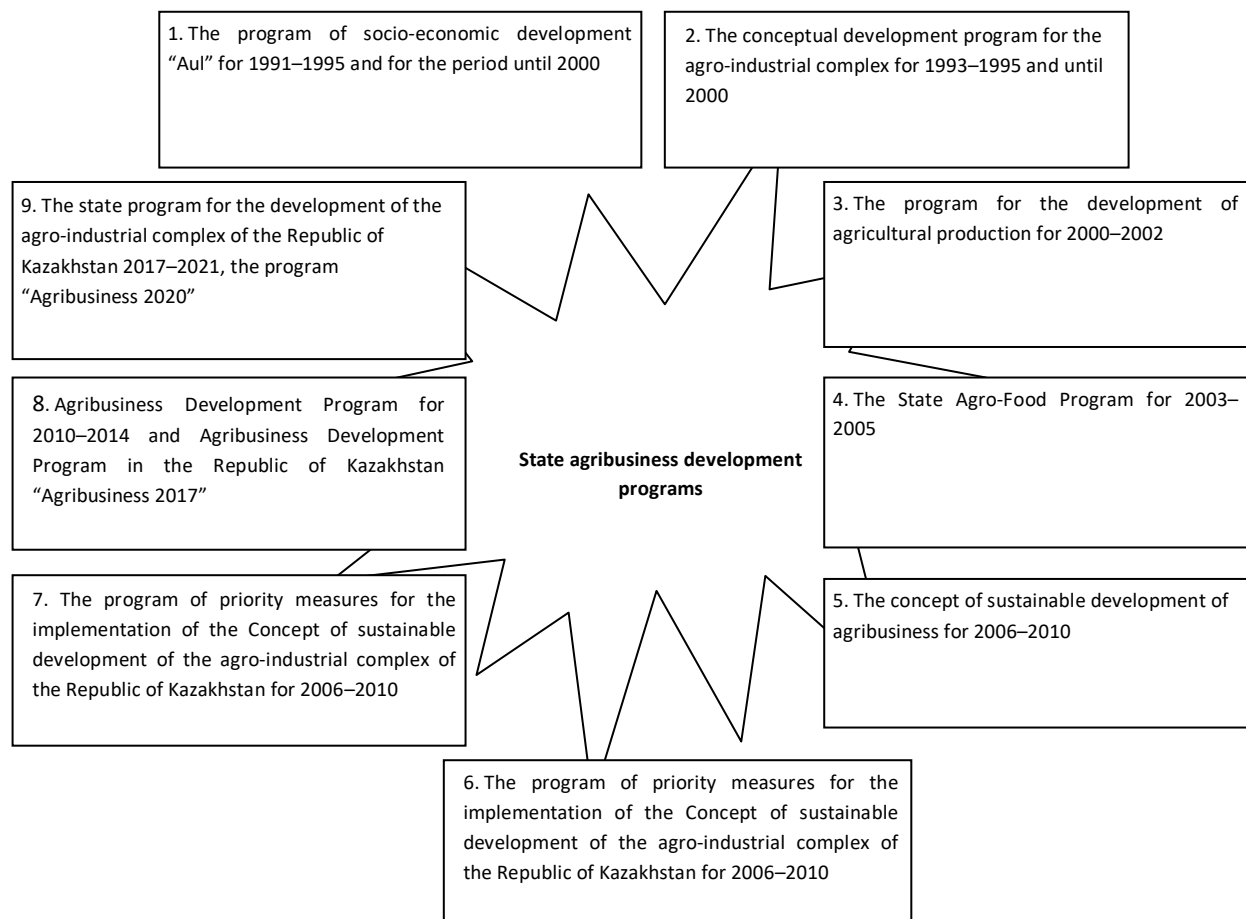 1. The program of socio-economic development
“Aul” for 1991–1995 and for the period until 2000
2. The conceptual development program for the
agro-industrial complex for 1993–1995 and until
2000
3. The program for the development of
agricultural production for 2000–2002
4. The State Agro-Food Program for 2003–
2005
5. The concept of sustainable development of
agribusiness for 2006–2010
6. The program of priority measures for the
implementation of the Concept of sustainable
development of the agro-industrial complex of
the Republic of Kazakhstan for 2006–2010
7. The program of priority measures for the
implementation of the Concept of sustainable
development of the agro-industrial complex of
the Republic of Kazakhstan for 2006–2010
8. Agribusiness Development Program for
2010–2014 and Agribusiness Development
Program in the Republic of Kazakhstan
“Agribusiness 2017”
9. The state program for the development of the
agro-industrial complex of the Republic of
Kazakhstan 2017–2021, the program
“Agribusiness 2020”
State agribusiness development
programs